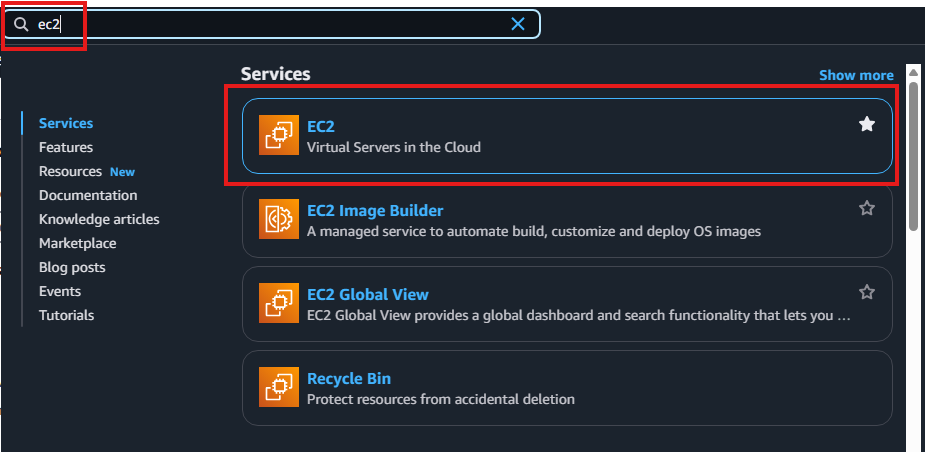 ec2
Services
Show more
Services
Features
Resources New
Documentation
Knowledge articles
Marketplace
Blog posts
Events
Tutorials
EC2
Virtual Servers in the Cloud
EC2 Image Builder
A managed service to automate build, customize and deploy OS images
EC2 Global View
EC2 Global View provides a global dashboard and search functionality that lets you ...
Recycle Bin
Protect resources from accidental deletion